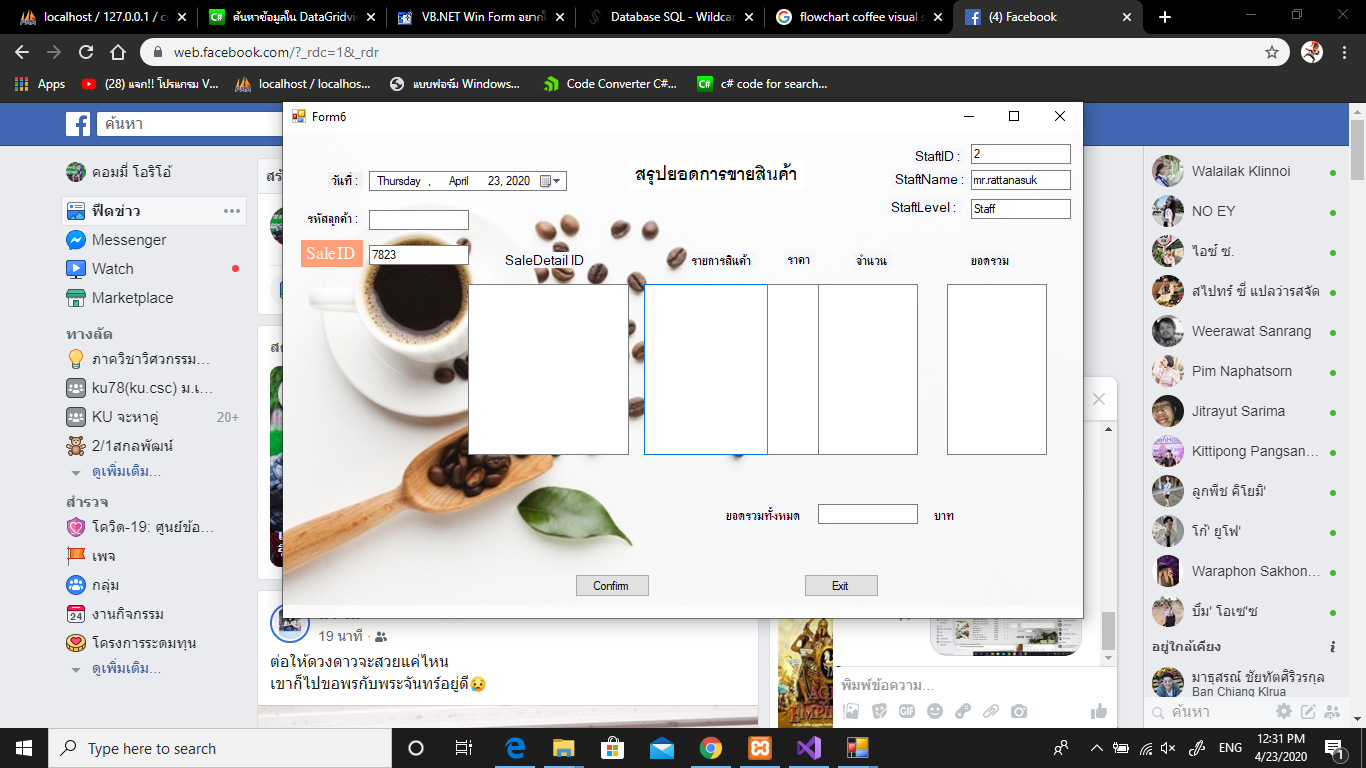 localhost / 127.0.0.1 / c
ค้นหาข้อมูลใน DataGridvi
VB.NET Win Form อยาก
Database SQL - Wildcar
flowchart coffee visual s
(4) Facebook
web.facebook.com/?_rdc=1&_rdr
Apps
(28) แจก!! โปรแกรม V...
localhost / localhos...
แบบฟอร์ม Windows...
Code Converter C#...
c# code for search...
ค้นหา
คอมมี่ โอริโอ้
ฟีดข่าว
Messenger
Watch
Marketplace
ทางลัด
ภาควิชาวิศวกรรม...
ku78(ku.csc) ม.เ...
KU จะหาคู่
20+
2/1สกลพัฒน์
ดูเพิ่มเติม...
สำรวจ
โควิด-19: ศูนย์ข้อ...
เพจ
กลุ่ม
24
งานกิจกรรม
โครงการระดมทุน
ดูเพิ่มเติม...
Form6
วันที่ :
Thursday , April 23, 2020
สรุปยอดการขายสินค้า
StaftID :
2
StaftName :
mr.rattanasuk
StaftLevel :
Staff
รหัสลูกค้า :
SaleID
7823
SaleDetail ID
รายการสินค้า
ราคา
จำนวน
ยอดรวม
ยอดรวมทั้งหมด
บาท
Confirm
Exit
19 นาที ·
ต่อให้ดวงดาวจะสวยแค่ไหน
เขาก็ไปขอพรกับพระจันทร์อยู่ดี😥
พิมพ์ข้อความ...
GIF
Walailak Klinnoi
NO EY
ไอซ์ ซ.
สไปทร์ ซี่ แปลว่ารสจัด
Weerawat Sanrang
Pim Naphatsorn
Jitrayut Sarima
Kittipong Pangsan...
ลูกพีช คิโยมิ'
โก้' ยูโฟ'
Waraphon Sakhon...
บิ๊ม' โอเซ'ซ
อยู่ใกล้เคียง
มาธุสรณ์ ชัยทัตศิริวรกุล
Ban Chiang Klrua
ค้นหา
Type here to search
ENG
12:31 PM
4/23/2020
1